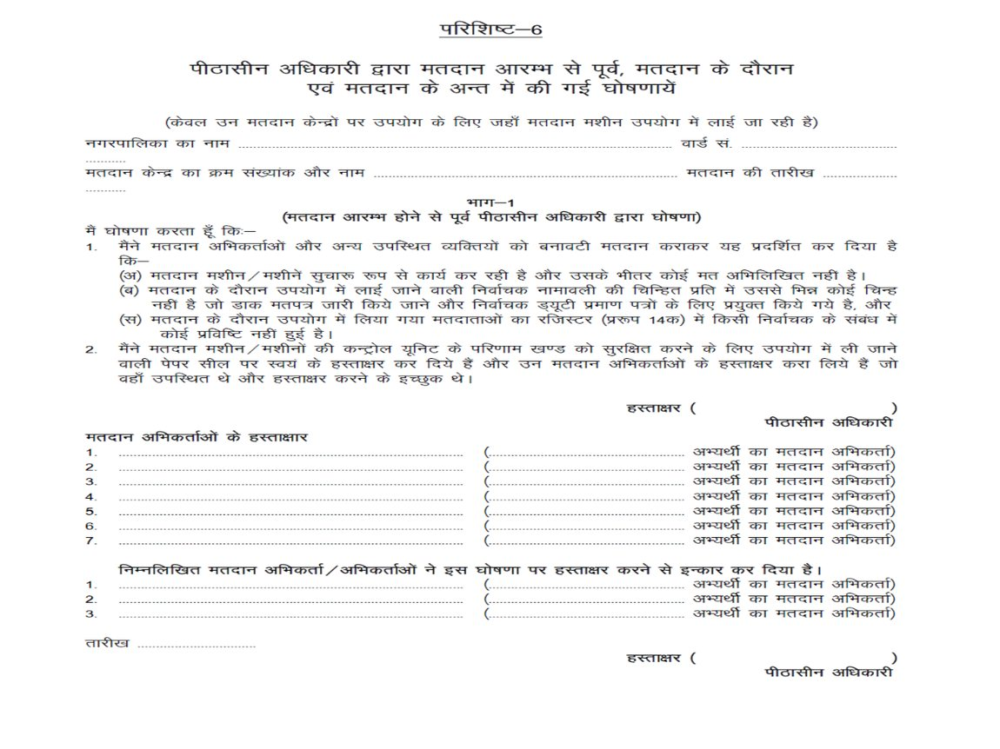 परिशिष्ट–6
पीठासीन अधिकारी द्वारा मतदान आरम्भ से पूर्व, मतदान के दौरान
एवं मतदान के अन्त में की गई घोषणायें
(केवल उन मतदान केन्द्रों पर उपयोग के लिए जहाँ मतदान मशीन उपयोग में लाई जा रही है)
नगरपालिका का नाम ........................................ वार्ड सं. ....................
...........
मतदान केन्द्र का क्रम संख्यांक और नाम ........................................ मतदान की तारीख ....................
...........
भाग–1
(मतदान आरम्भ होने से पूर्व पीठासीन अधिकारी द्वारा घोषणा)
मैं घोषणा करता हूँ कि:–
1. मैंने मतदान अभिकर्ताओं और अन्य उपस्थित व्यक्तियों को बनावटी मतदान कराकर यह प्रदर्शित कर दिया है
कि–
(अ) मतदान मशीन/मशीनें सुचारू रूप से कार्य कर रही है और उसके भीतर कोई मत अभिलिखित नहीं है।
(ब) मतदान के दौरान उपयोग में लाई जाने वाली निर्वाचक नामावली की चिन्हित प्रति में उससे भिन्न कोई चिन्ह
नहीं है जो डाक मतपत्र जारी किये जाने और निर्वाचक ड्यूटी प्रमाण पत्रों के लिए प्रयुक्त किये गये है, और
(स) मतदान के दौरान उपयोग में लिया गया मतदाताओं का रजिस्टर (प्ररूप 14क) में किसी निर्वाचक के संबंध में
कोई प्रविष्टि नहीं हुई है।
2. मैंने मतदान मशीन/मशीनों की कन्ट्रोल यूनिट के परिणाम खण्ड को सुरक्षित करने के लिए उपयोग में ली जाने
वाली पेपर सील पर स्वयं के हस्ताक्षर कर दिये हैं और उन मतदान अभिकर्ताओं के हस्ताक्षर करा लिये हैं जो
वहाँ उपस्थित थे और हस्ताक्षर करने के इच्छुक थे।
हस्ताक्षर ( )
पीठासीन अधिकारी
मतदान अभिकर्ताओं के हस्ताक्षार
1. ........................................ (.............................. अभ्यर्थी का मतदान अभिकर्ता)
2. ........................................ (.............................. अभ्यर्थी का मतदान अभिकर्ता)
3. ........................................ (.............................. अभ्यर्थी का मतदान अभिकर्ता)
4. ........................................ (.............................. अभ्यर्थी का मतदान अभिकर्ता)
5. ........................................ (.............................. अभ्यर्थी का मतदान अभिकर्ता)
6. ........................................ (.............................. अभ्यर्थी का मतदान अभिकर्ता)
7. ........................................ (.............................. अभ्यर्थी का मतदान अभिकर्ता)
निम्नलिखित मतदान अभिकर्ता/अभिकर्ताओं ने इस घोषणा पर हस्ताक्षर करने से इन्कार कर दिया है।
1. ........................................ (.............................. अभ्यर्थी का मतदान अभिकर्ता)
2. ........................................ (.............................. अभ्यर्थी का मतदान अभिकर्ता)
3. ........................................ (.............................. अभ्यर्थी का मतदान अभिकर्ता)
तारीख ..............................
हस्ताक्षर ( )
पीठासीन अधिकारी